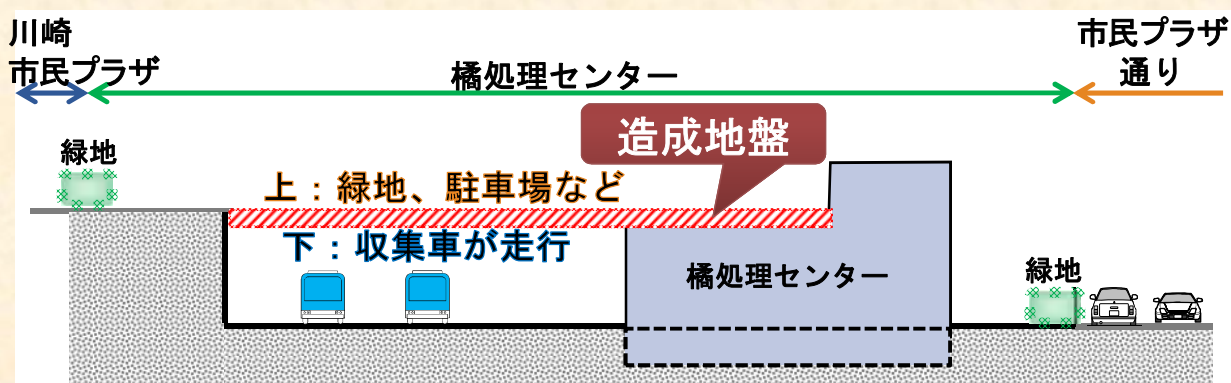 川崎
市民プラザ
橘処理センター
市民プラザ
通り
造成地盤
緑地
上：緑地、駐車場など
下：収集車が走行
橘処理センター
緑地